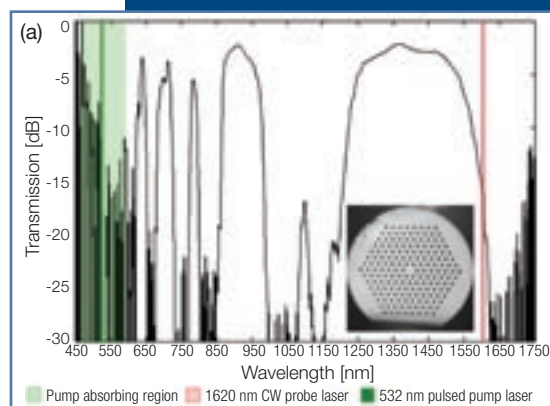 (a)
Transmission [dB]
0
-5
-10
-15
-20
-25
-30
450 550 650 750 850 950 1050 1150 1250 1350 1450 1550 1600 1750
Wavelength [nm]
Pump absorbing region 1620 nm CW probe laser 532 nm pulsed pump laser